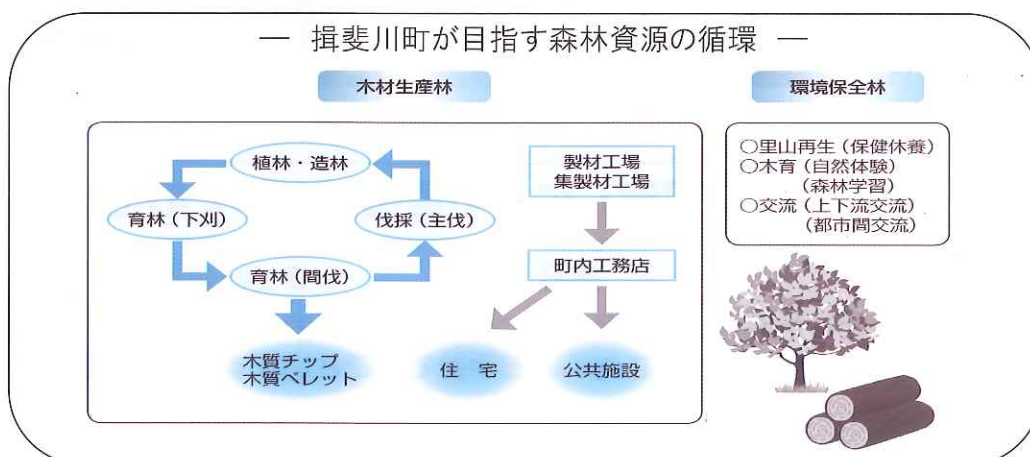 ― 揖斐川町が目指す森林資源の循環 ―
木材生産林
植林・造林
育林(下刈)
伐採(主伐)
育林(間伐)
木質チップ
木質ペレット
製材工場
集製材工場
町内工務店
住　宅
公共施設
環境保全林
○里山再生(保健休養)
○木育(自然体験)
(森林学習)
○交流(上下流交流)
(都市間交流)